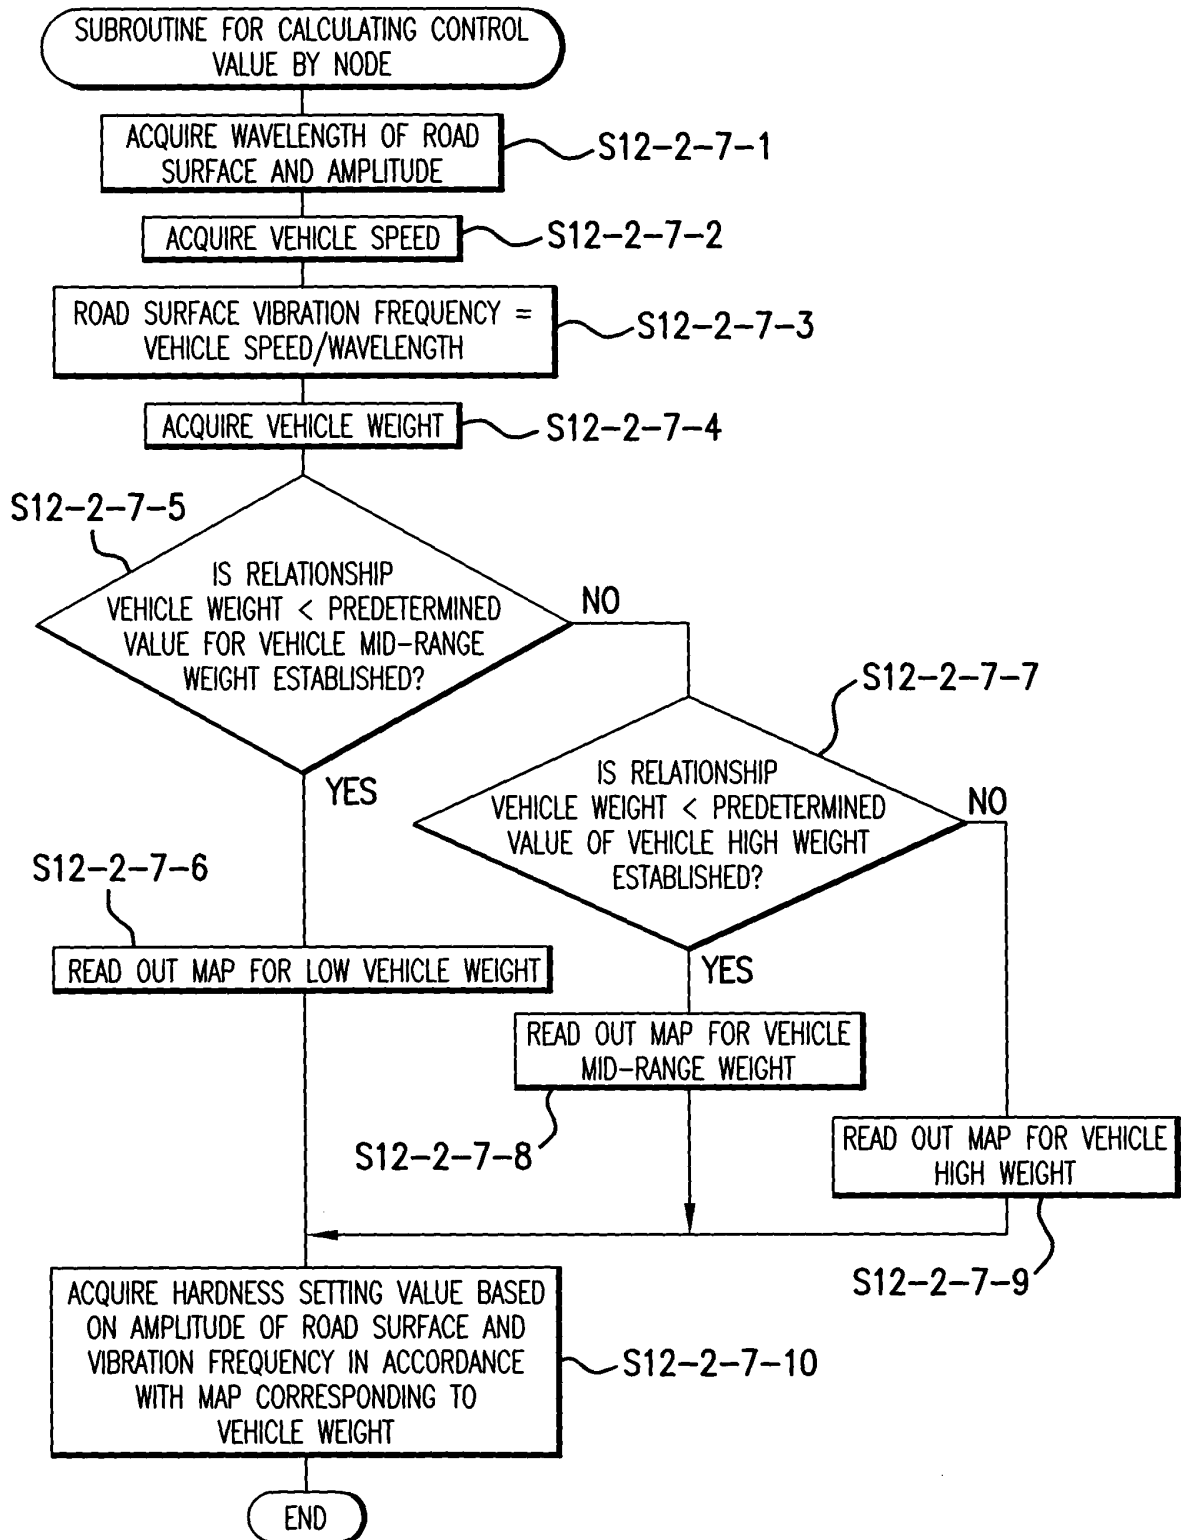 SUBROUTINE FOR CALCULATING CONTROL
VALUE BY NODE
ACQUIRE WAVELENGTH OF ROAD
SURFACE AND AMPLITUDE
S12-2-7-1
ACQUIRE VEHICLE SPEED
S12-2-7-2
ROAD SURFACE VIBRATION FREQUENCY =
VEHICLE SPEED/WAVELENGTH
S12-2-7-3
ACQUIRE VEHICLE WEIGHT
S12-2-7-4
S12-2-7-5
IS RELATIONSHIP
VEHICLE WEIGHT < PREDETERMINED
VALUE FOR VEHICLE MID-RANGE
WEIGHT ESTABLISHED?
NO
YES
S12-2-7-7
IS RELATIONSHIP
VEHICLE WEIGHT < PREDETERMINED
VALUE OF VEHICLE HIGH WEIGHT
ESTABLISHED?
NO
YES
S12-2-7-6
READ OUT MAP FOR LOW VEHICLE WEIGHT
READ OUT MAP FOR VEHICLE
MID-RANGE WEIGHT
S12-2-7-8
READ OUT MAP FOR VEHICLE
HIGH WEIGHT
S12-2-7-9
ACQUIRE HARDNESS SETTING VALUE BASED
ON AMPLITUDE OF ROAD SURFACE AND
VIBRATION FREQUENCY IN ACCORDANCE
WITH MAP CORRESPONDING TO
VEHICLE WEIGHT
S12-2-7-10
END